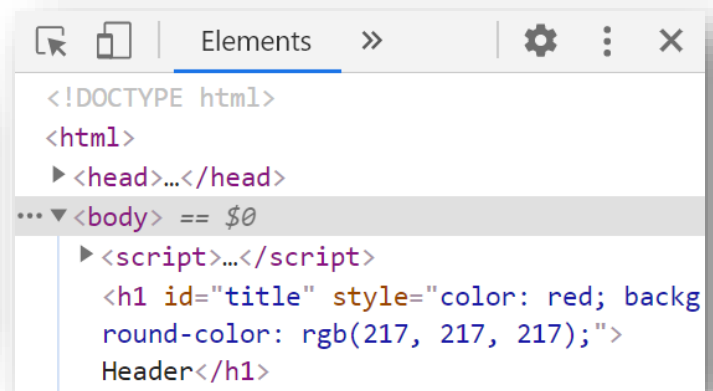 Elements »
<!DOCTYPE html>
<html>
<head>…</head>
<body> == $0
<script>…</script>
<h1 id="title" style="color: red; backg
round-color: rgb(217, 217, 217);">
Header</h1>